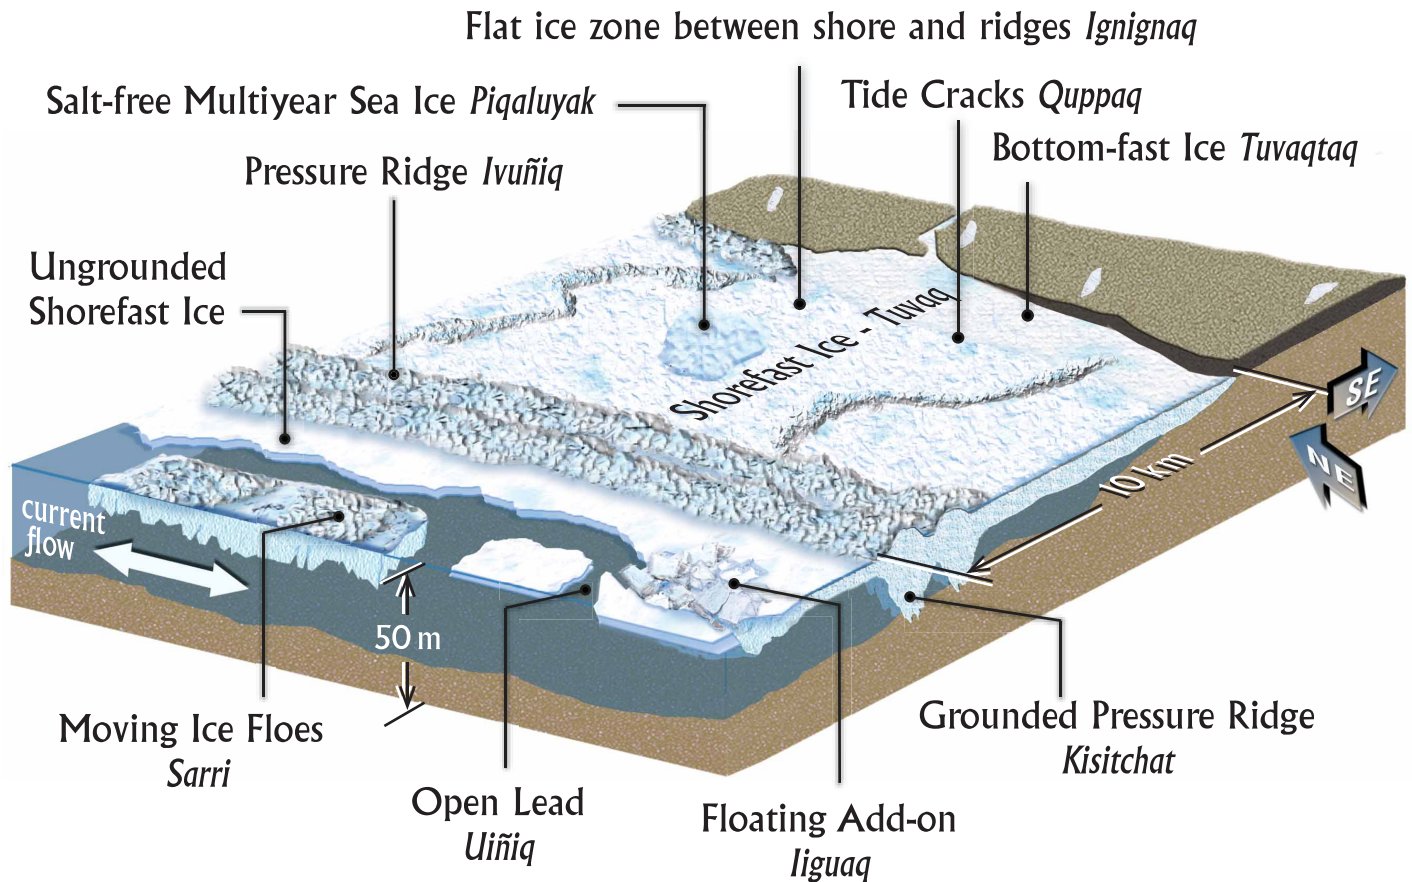 Flat ice zone between shore and ridges Ignignaq
Salt-free Multiyear Sea Ice Piqaluyak
Tide Cracks Quppaq
Bottom-fast Ice Tuvaqtaq
Pressure Ridge Ivuñiq
Ungrounded
Shorefast Ice
Shorefast Ice - Tuvaq
SE
NE
10 km
current
flow
50 m
Moving Ice Floes
Sarri
Open Lead
Uiñiq
Floating Add-on
Iiguaq
Grounded Pressure Ridge
Kisitchat